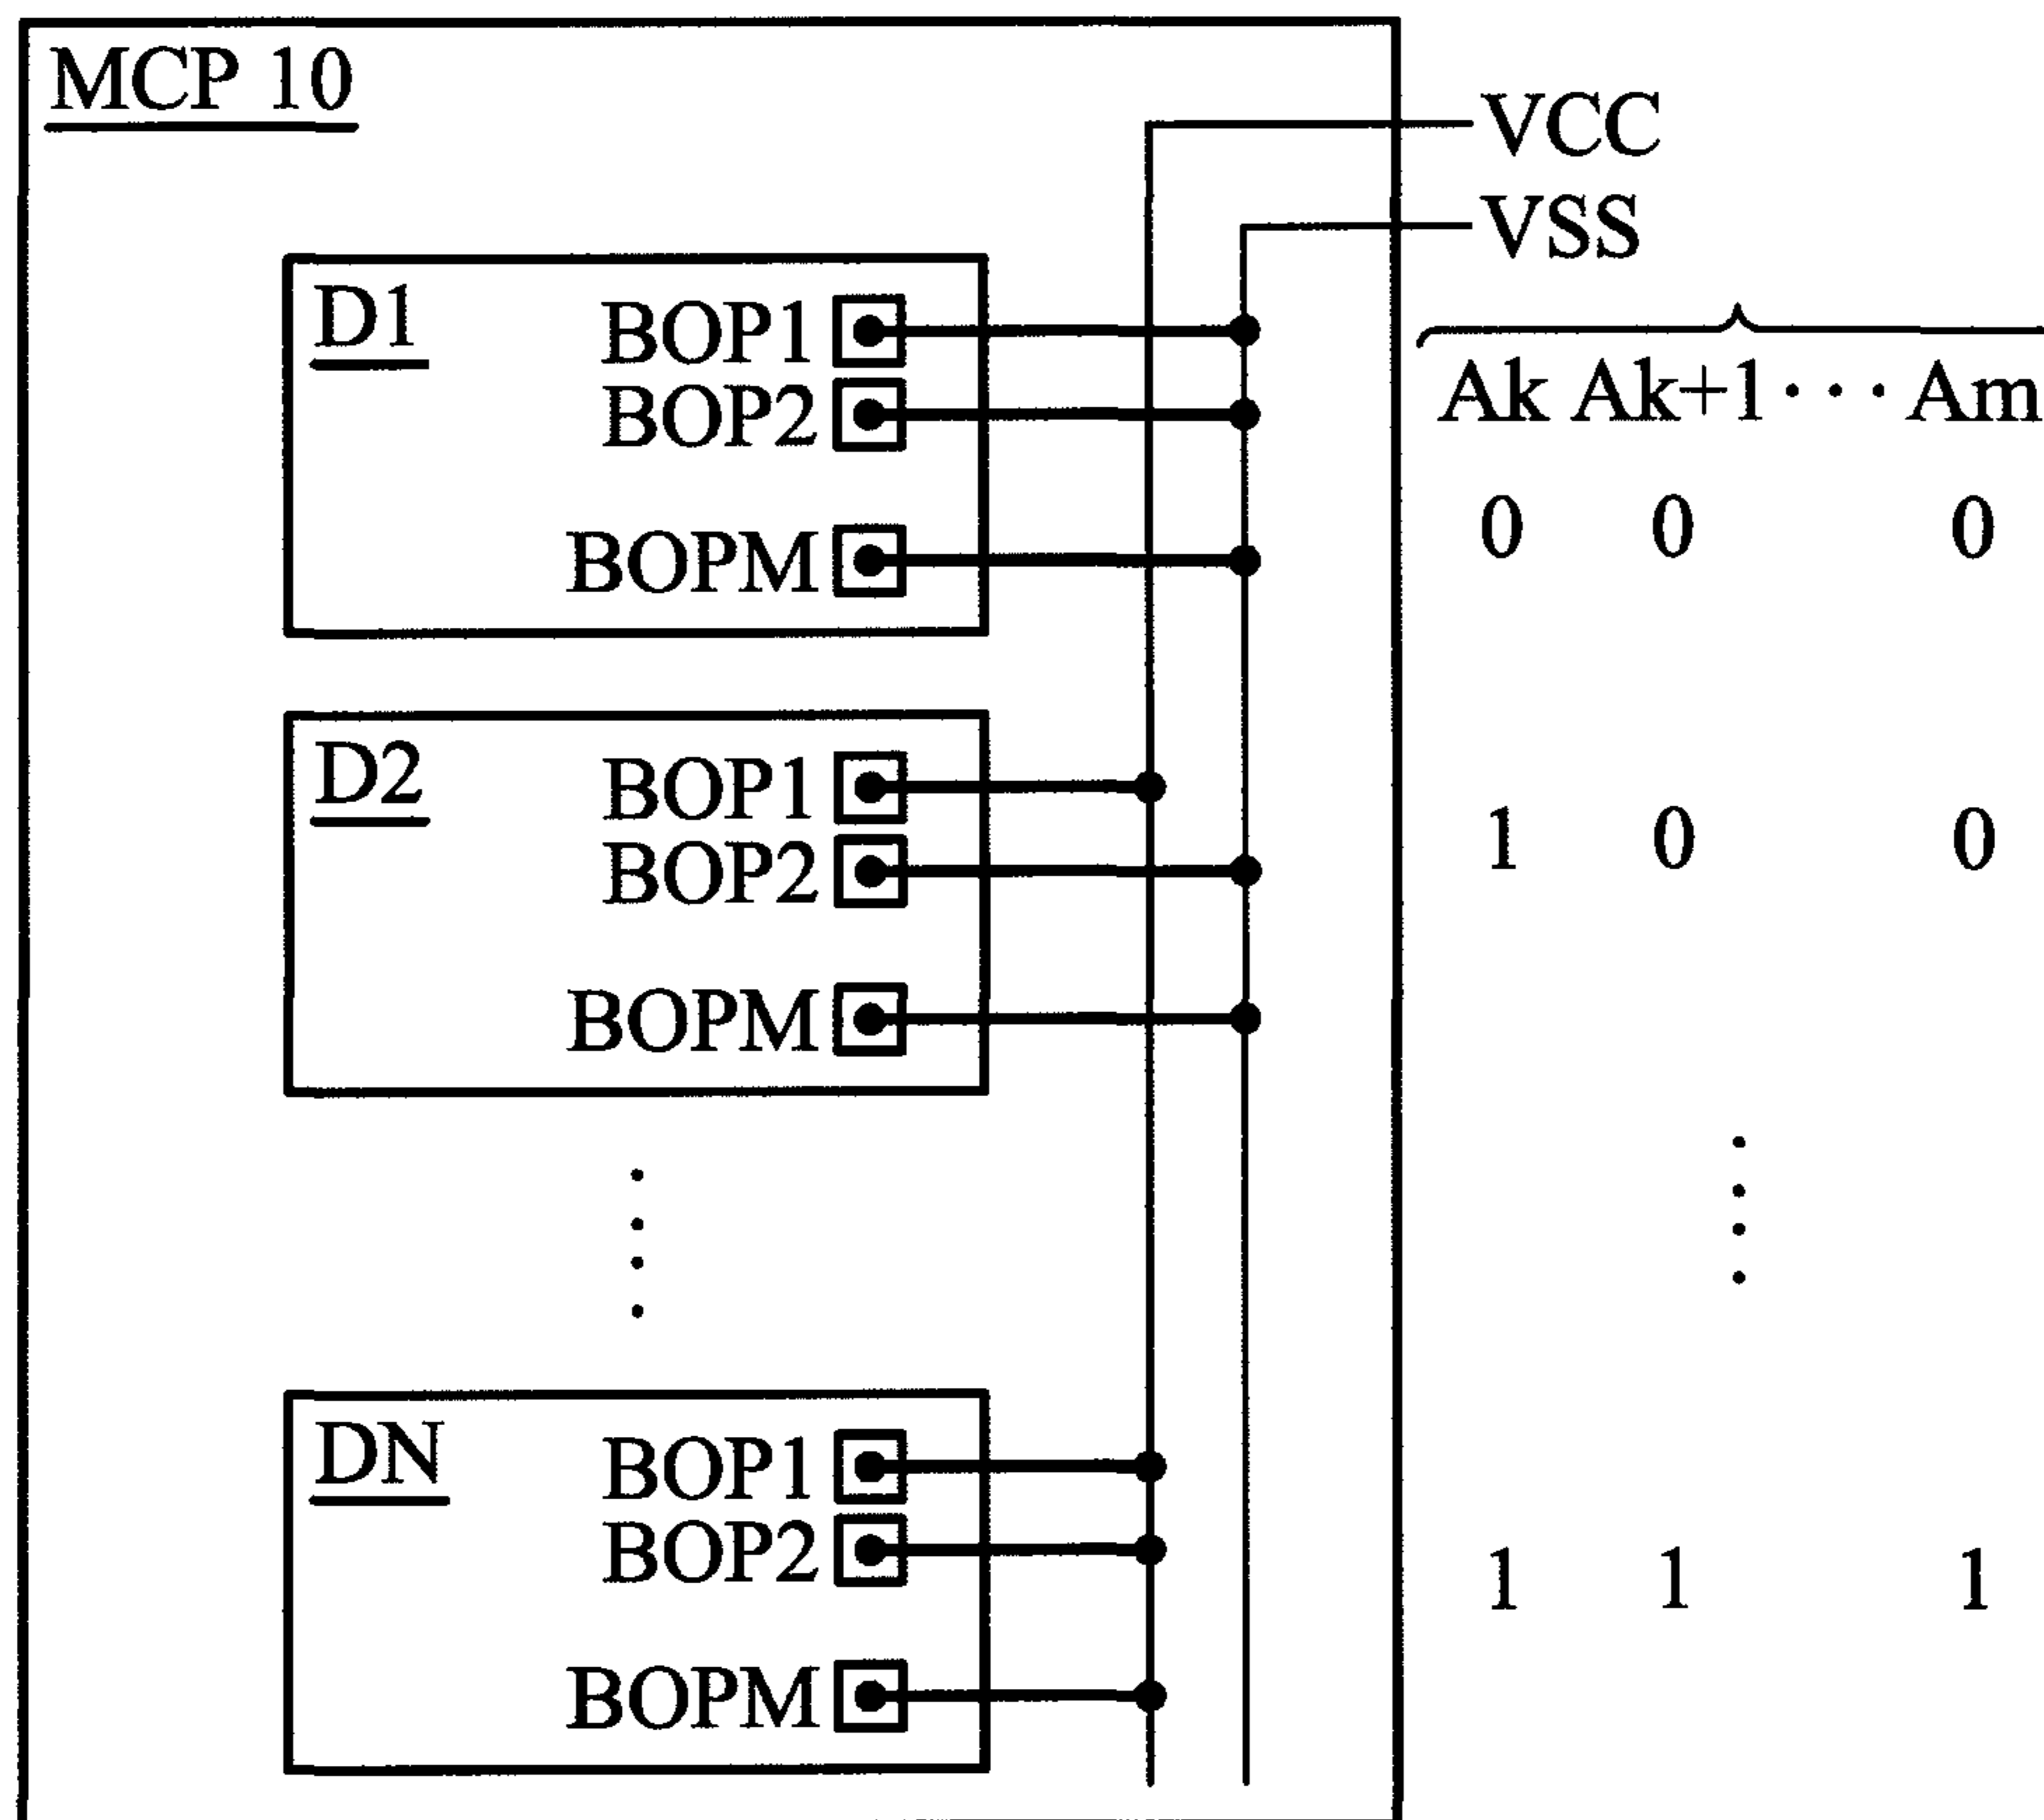 MCP 10
VCC
VSS
Ak Ak+1 ··· Am
D1
BOP1
BOP2
BOPM
0 0 0
D2
BOP1
BOP2
BOPM
1 0 0
DN
BOP1
BOP2
BOPM
1 1 1